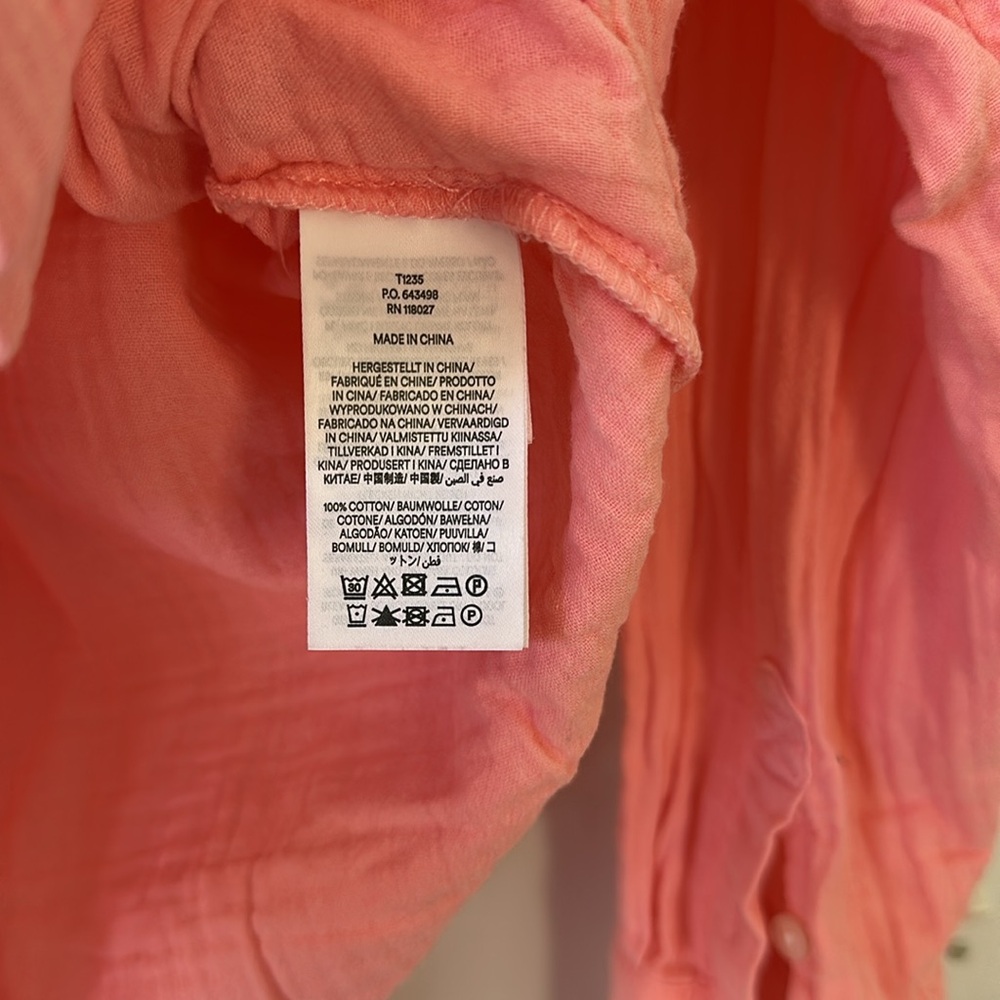 T1235
P.O. 643498
RN 118027
MADE IN CHINA
HERGESTELLT IN CHINA/
FABRIQUÉ EN CHINE/ PRODOTTO
IN CINA/ FABRICADO EN CHINA/
WYPRODUKOWANO W CHINACH/
FABRICADO NA CHINA/ VERVAARDIGD
IN CHINA/ VALMISTETTU KIINASSA/
TILLVERKAD I KINA/ FREMSTILLET I
KINA/ PRODUSERT I KINA/ СДЕЛАНО В
КИТАЕ/ 中国制造/ 中国製/ صنع في الصين
100% COTTON/ BAUMWOLLE/ COTON/
COTONE/ ALGODÓN/ BAWEŁNA/
ALGODÃO/ KATOEN/ PUUVILLA/
BOMULL/ BOMULD/ ХЛОПОК/ 棉/ コ
ットン/ قطن
30 P
P